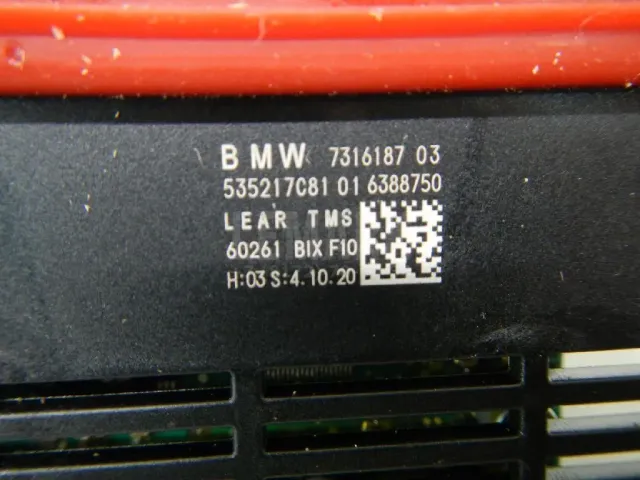 BMW 7316187 03
535217C81 01 6388750
LEAR TMS
60261 BIX F10
H:03 S:4.10.20